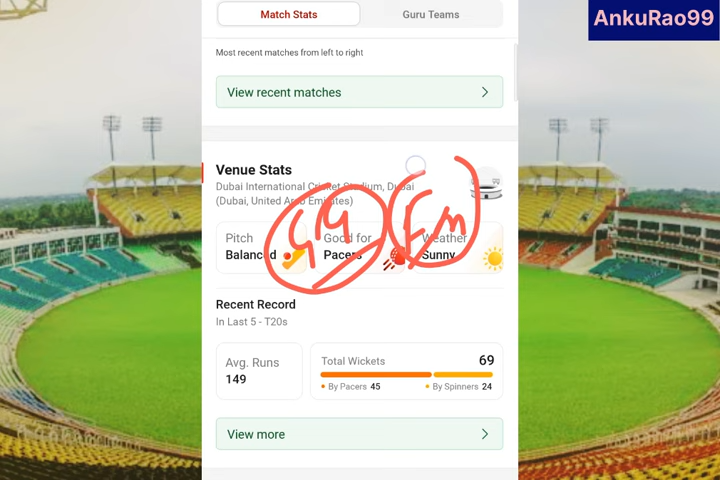 Match Stats
Guru Teams
AnkuRao99
Most recent matches from left to right
View recent matches
Venue Stats
Dubai International Cricket Stadium, Dubai
(Dubai, United Arab Emirates)
Pitch
Balanced
Good for
Pacers
Weather
Sunny
Recent Record
In Last 5 - T20s
Avg. Runs
149
Total Wickets
69
By Pacers 45
By Spinners 24
View more